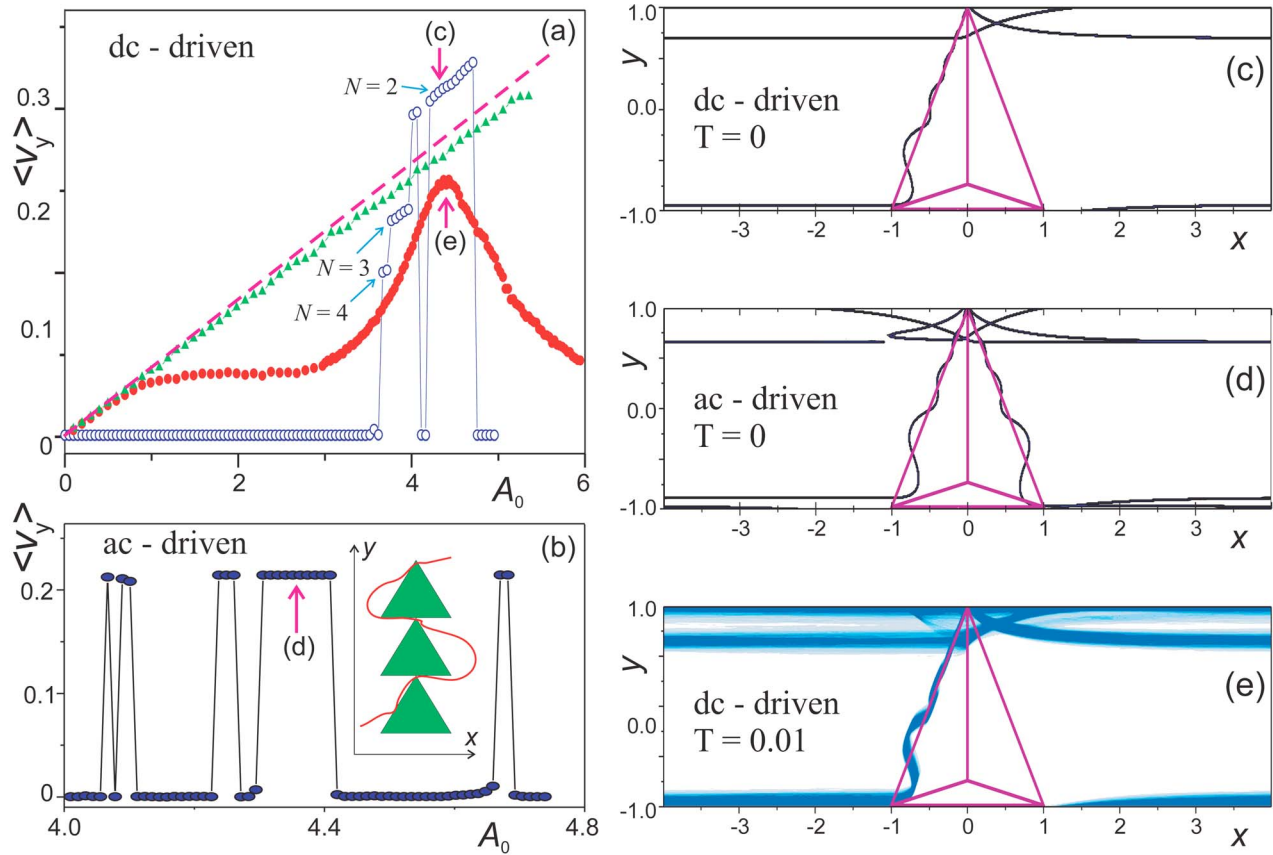 (a)
dc - driven
<v_y>
0.3
0.2
0.1
0
(c)
N = 2
N = 3
N = 4
(e)
0
2
4
6
A_0
(b)
ac - driven
<v_y>
0.2
0.1
0
(d)
y
x
4.0
4.4
4.8
A_0
(c)
y
1.0
0.0
-1.0
dc - driven
T = 0
-3 -2 -1 0 1 2 3
x
(d)
y
1.0
0.0
-1.0
ac - driven
T = 0
-3 -2 -1 0 1 2 3
x
(e)
y
1.0
0.0
-1.0
dc - driven
T = 0.01
-3 -2 -1 0 1 2 3
x